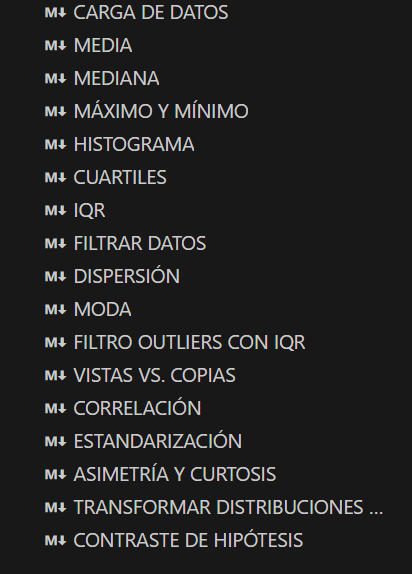 M↓ CARGA DE DATOS
M↓ MEDIA
M↓ MEDIANA
M↓ MÁXIMO Y MÍNIMO
M↓ HISTOGRAMA
M↓ CUARTILES
M↓ IQR
M↓ FILTRAR DATOS
M↓ DISPERSIÓN
M↓ MODA
M↓ FILTRO OUTLIERS CON IQR
M↓ VISTAS VS. COPIAS
M↓ CORRELACIÓN
M↓ ESTANDARIZACIÓN
M↓ ASIMETRÍA Y CURTOSIS
M↓ TRANSFORMAR DISTRIBUCIONES ...
M↓ CONTRASTE DE HIPÓTESIS